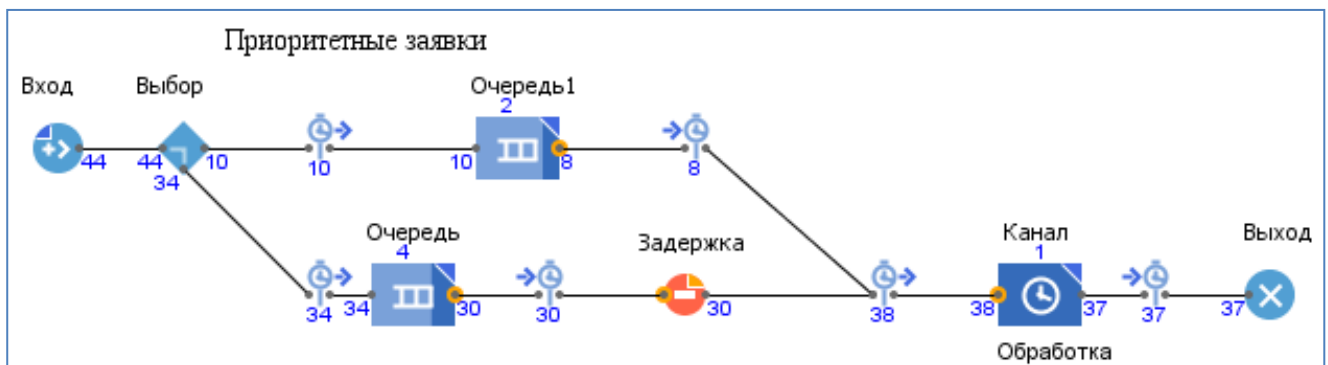 Приоритетные заявки
Вход Выбор Очередь1
2
44 44 10 10 10 8 8
34
Очередь Задержка Канал Выход
4 1
34 34 30 30 30 38 38 37 37 37
Обработка